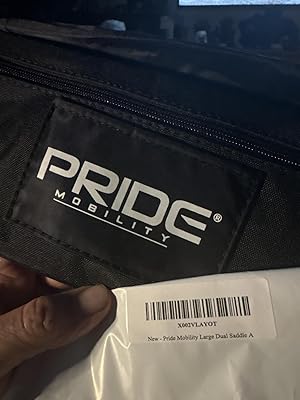 PRIDE®
MOBILITY
X002VLAYOT
New - Pride Mobility Large Dual Saddle A